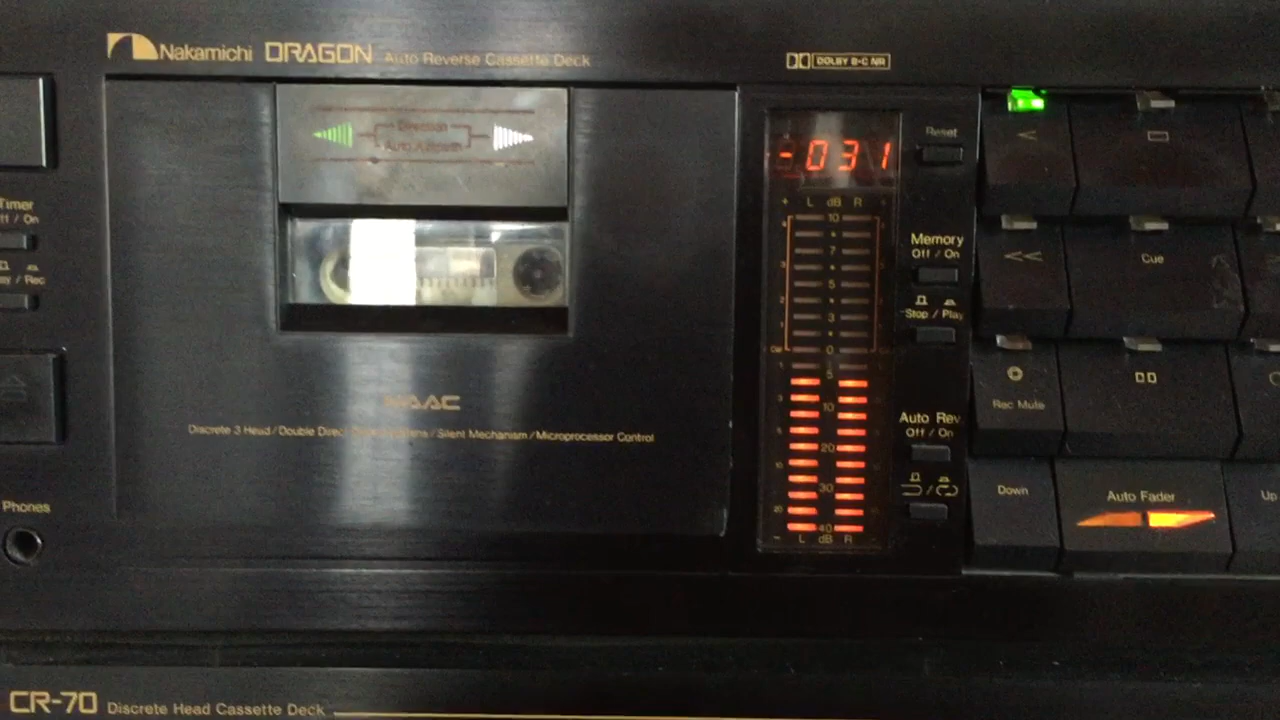 Nakamichi DRAGON Auto Reverse Cassette Deck
DOLBY B-C NR
Direction
Auto Azimuth
-031
Reset
Timer
Off / On
+ L dB R
10
7
5
3
0
5
10
20
30
40
- L dB R
Memory
Off / On
Stop / Play
Auto Rev
Off / On
<
<<
Cue
Rec Mute
Down
Auto Fader
Up
/ Rec
NAAC
Discrete 3 Head / Double Direct / Silent Mechanism / Microprocessor Control
Phones
CR-70 Discrete Head Cassette Deck